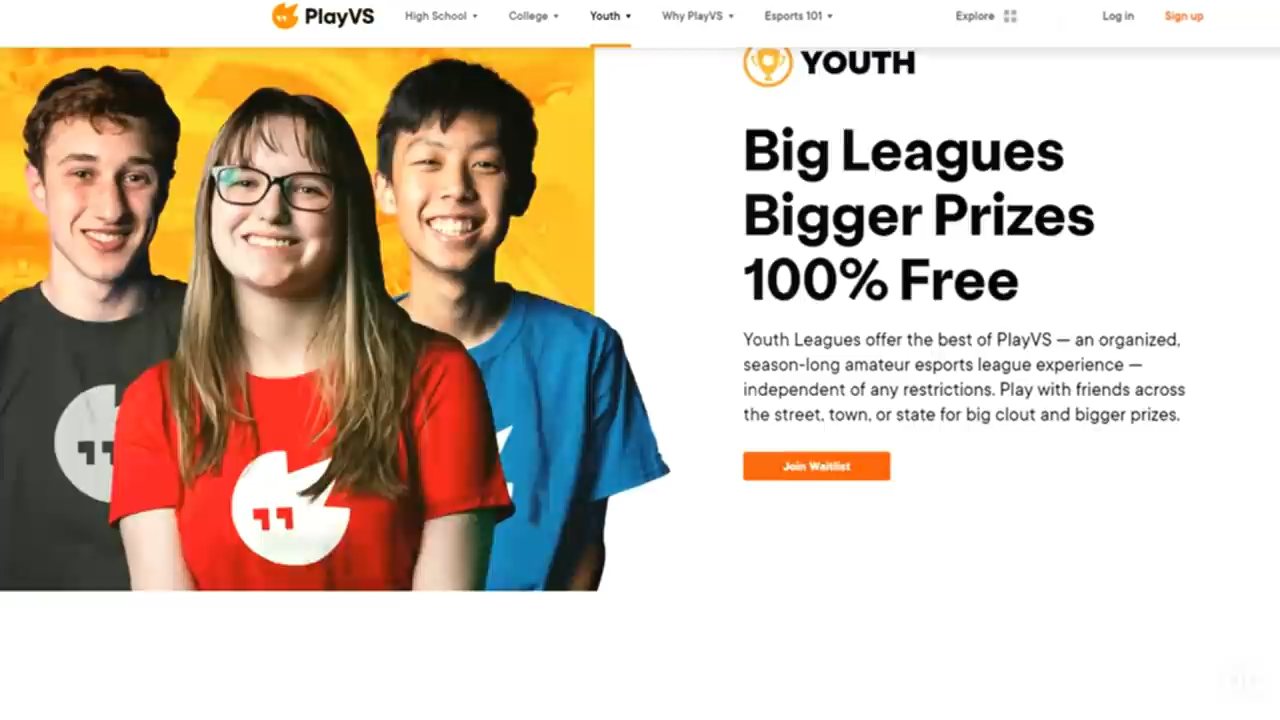 PlayVS
High School
College
Youth
Why PlayVS
Esports 101
Explore
Log in
Sign up
YOUTH
Big Leagues
Bigger Prizes
100% Free
Youth Leagues offer the best of PlayVS — an organized,
season-long amateur esports league experience —
independent of any restrictions. Play with friends across
the street, town, or state for big clout and bigger prizes.
Join Waitlist